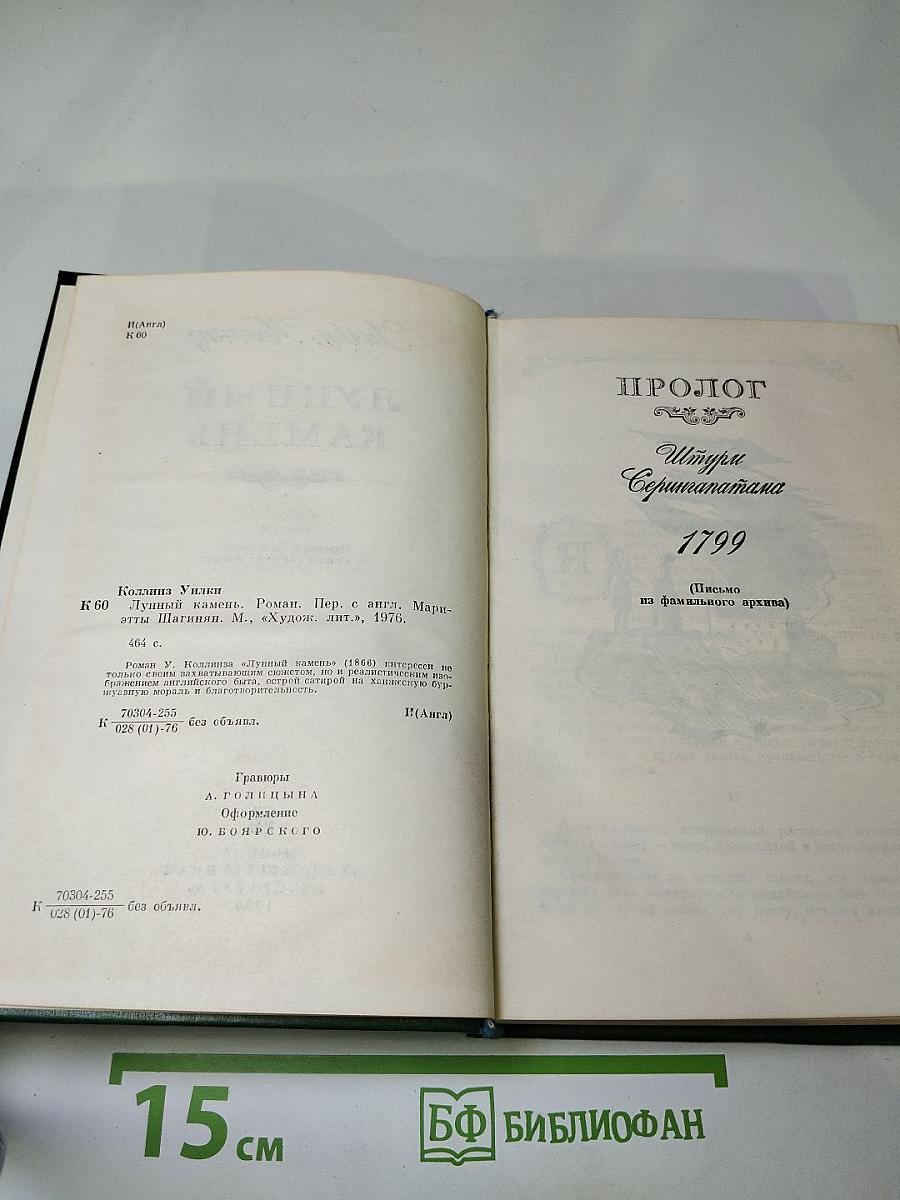 И(Англ)
К 60
Коллинз Уилки
К 60 Лунный камень. Роман. Пер. с англ. Мари-
этты Шагинян. М., «Худож. лит.», 1976.
464 с.
Роман У. Коллинза «Лунный камень» (1866) интересен не
только своим захватывающим сюжетом, но и реалистическим изо-
бражением английского быта, острой сатирой на ханжескую бур-
жуазную мораль и благотворительность.
К 70304-255
028 (01)-76 без объявл.
И(Англ)
Гравюры
А. ГОЛИЦЫНА
Оформление
Ю. БОЯРСКОГО
К 70304-255
028 (01)-76 без объявл.
ПРОЛОГ
Штурм
Серингапатама
1799
(Письмо
из фамильного архива)
15 см
БФ БИБЛИОФАН